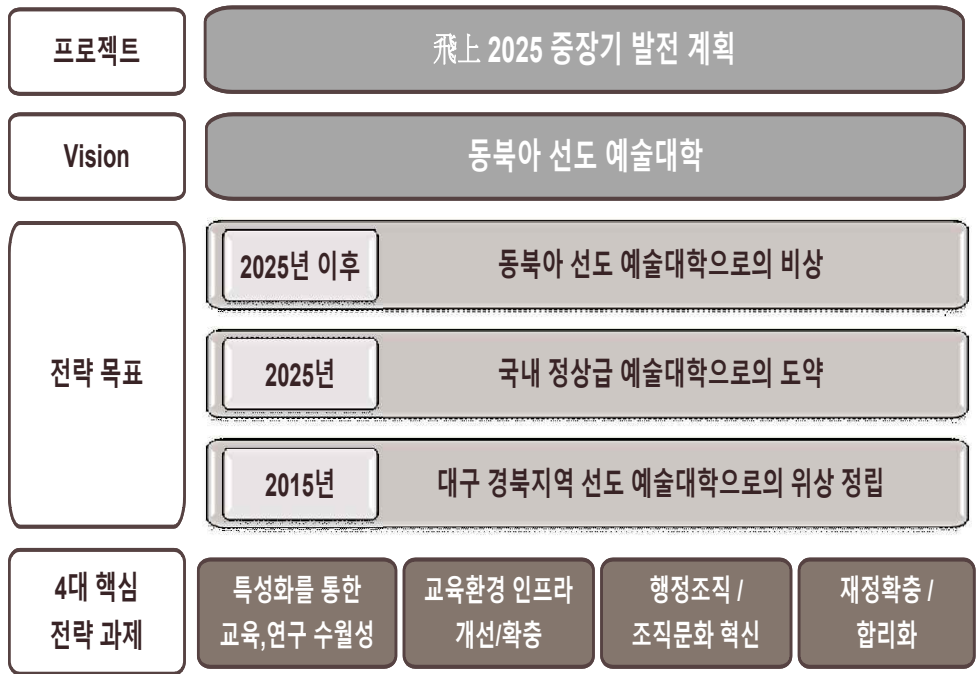 프로젝트
飛上 2025 중장기 발전 계획
Vision
동북아 선도 예술대학
전략 목표
2025년 이후
동북아 선도 예술대학으로의 비상
2025년
국내 정상급 예술대학으로의 도약
2015년
대구 경북지역 선도 예술대학으로의 위상 정립
4대 핵심
전략 과제
특성화를 통한
교육,연구 수월성
교육환경 인프라
개선/확충
행정조직 /
조직문화 혁신
재정확충 /
합리화